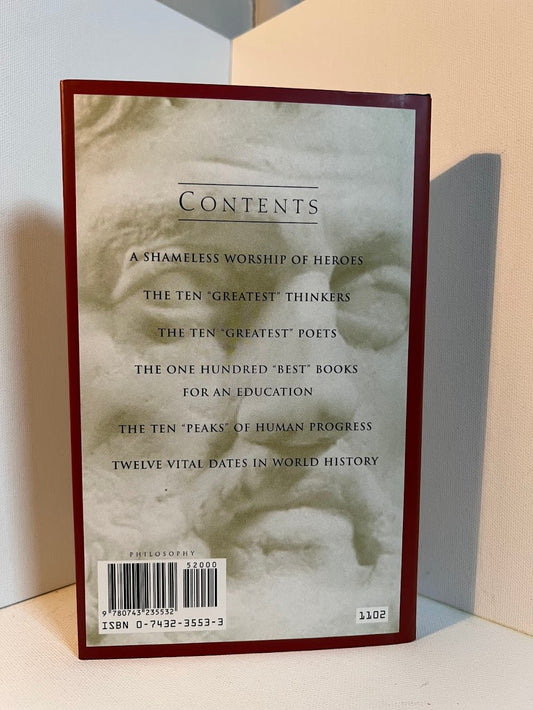 CONTENTS
A SHAMELESS WORSHIP OF HEROES
THE TEN "GREATEST" THINKERS
THE TEN "GREATEST" POETS
THE ONE HUNDRED "BEST" BOOKS
FOR AN EDUCATION
THE TEN "PEAKS" OF HUMAN PROGRESS
TWELVE VITAL DATES IN WORLD HISTORY
PHILOSOPHY
52000
9 780743 235532
ISBN 0-7432-3553-3
1102